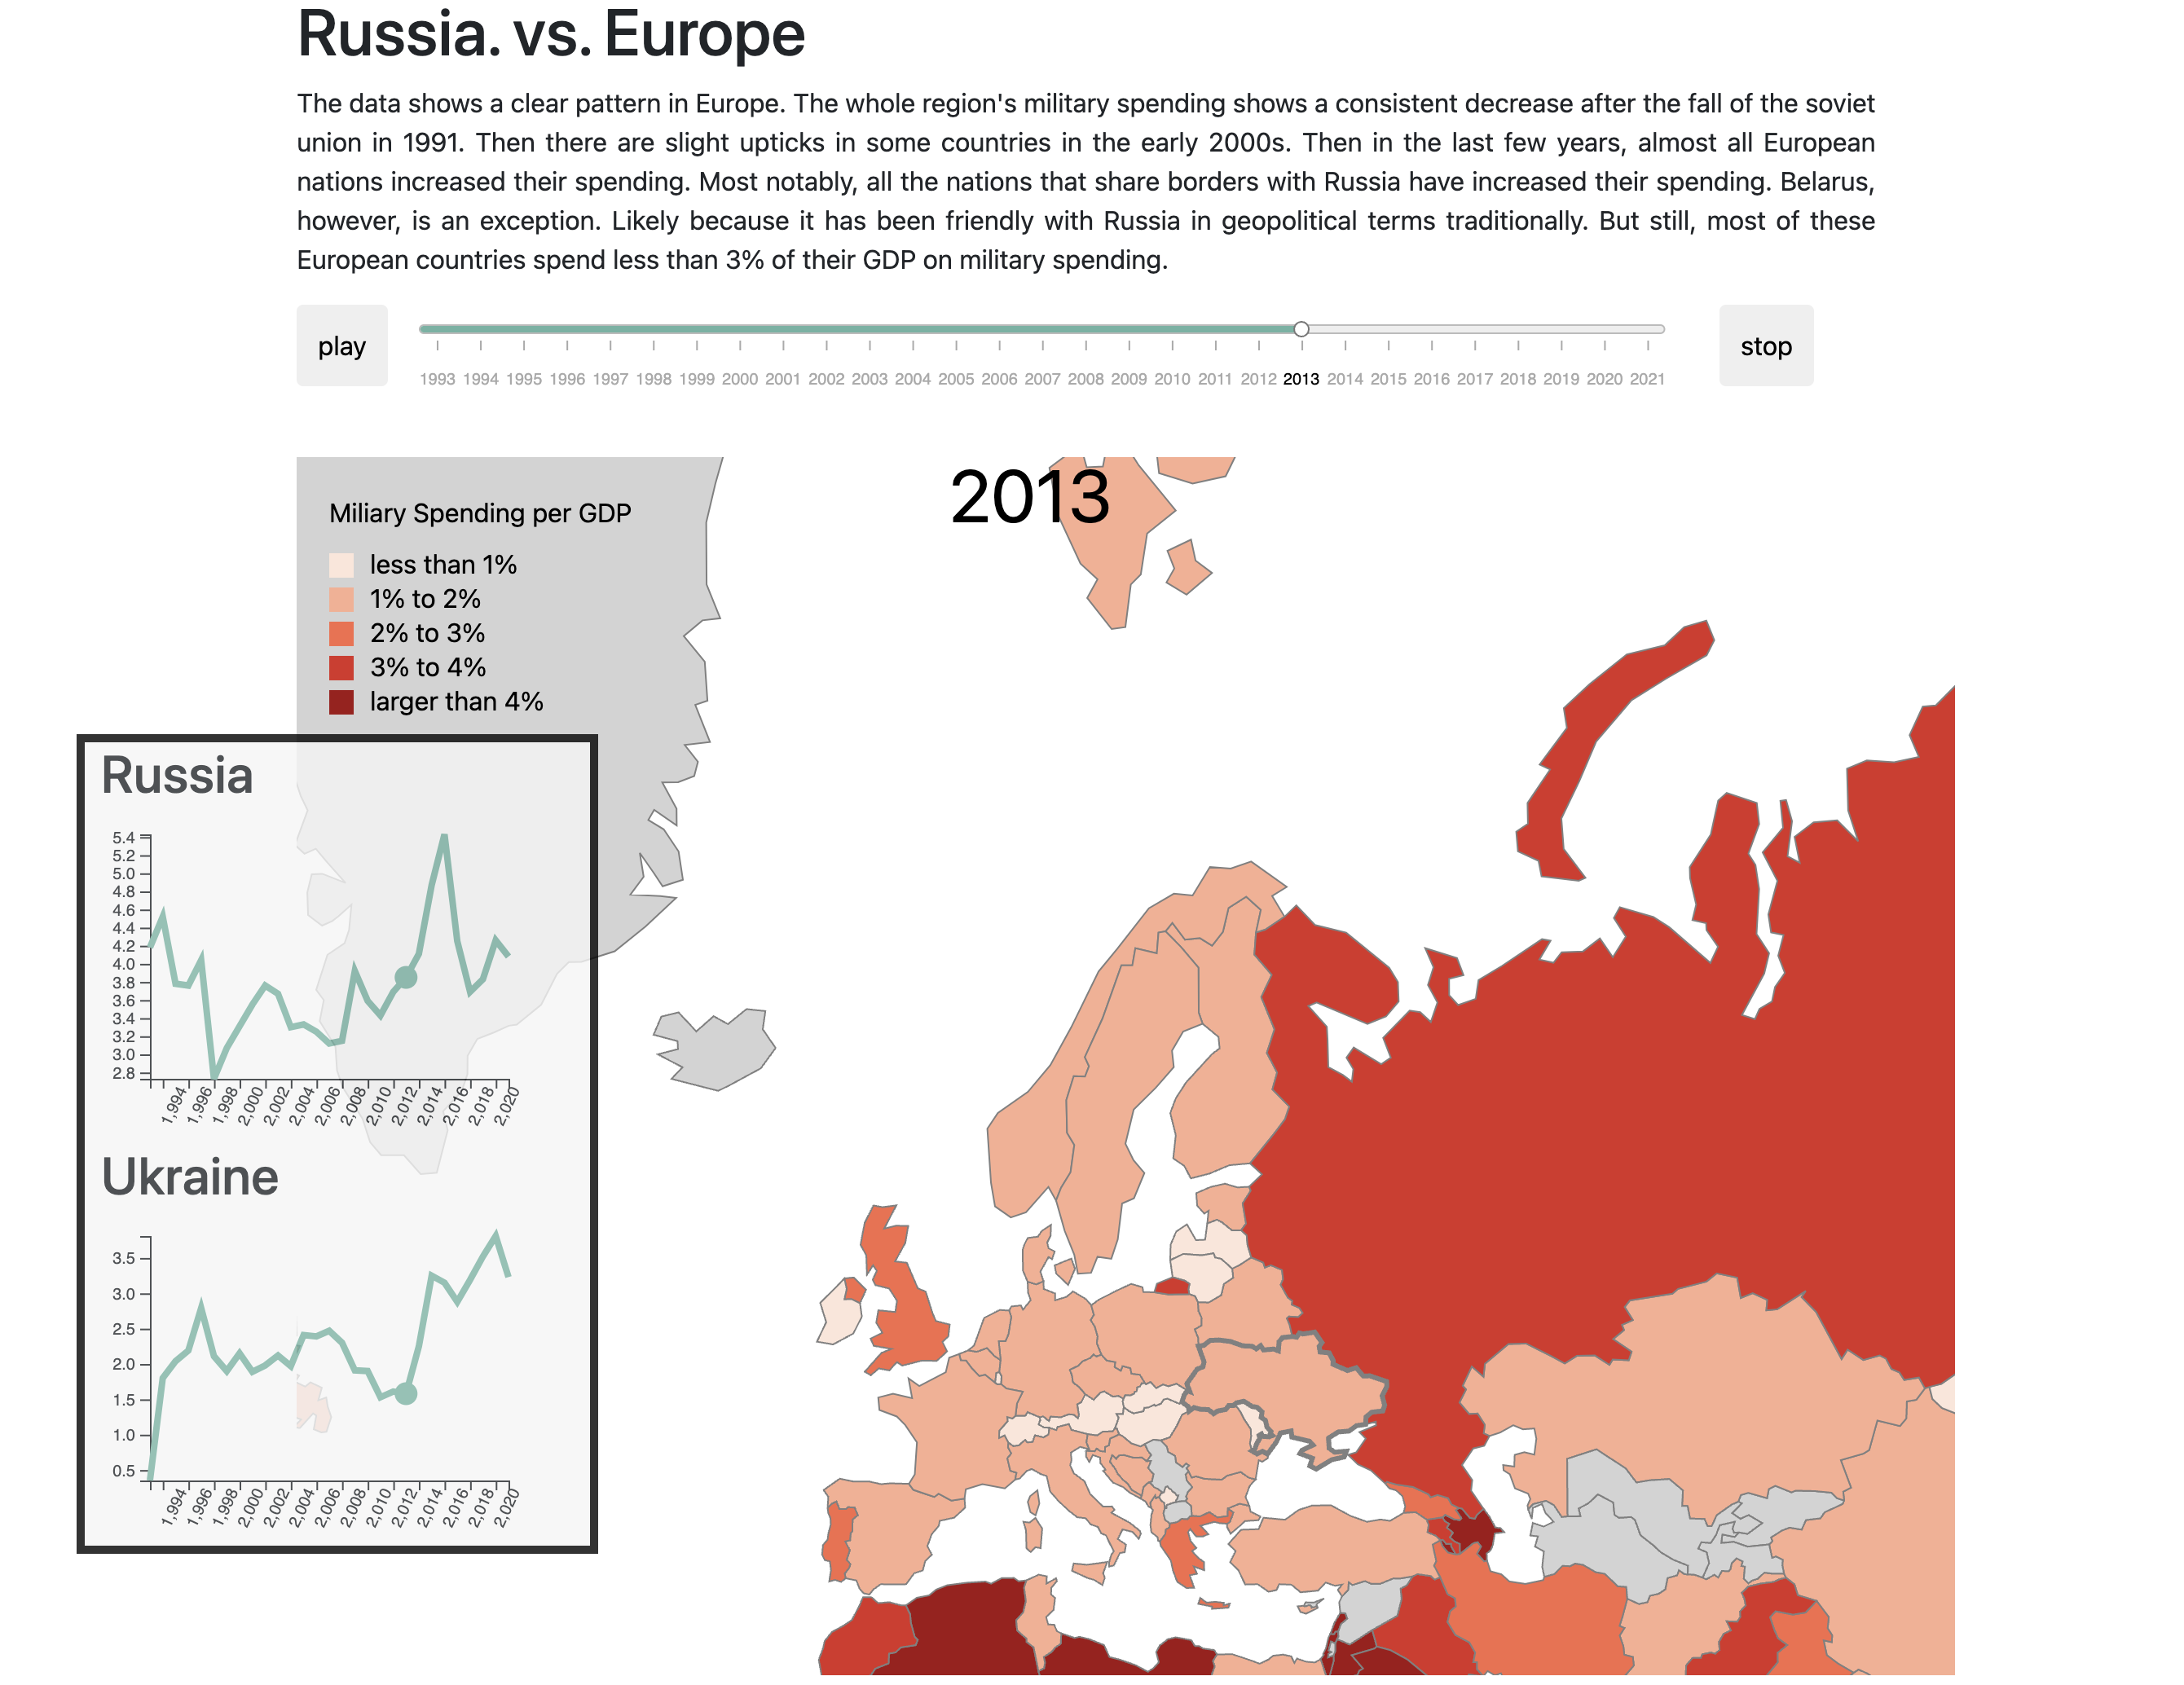 Russia. vs. Europe
The data shows a clear pattern in Europe. The whole region's military spending shows a consistent decrease after the fall of the soviet
union in 1991. Then there are slight upticks in some countries in the early 2000s. Then in the last few years, almost all European
nations increased their spending. Most notably, all the nations that share borders with Russia have increased their spending. Belarus,
however, is an exception. Likely because it has been friendly with Russia in geopolitical terms traditionally. But still, most of these
European countries spend less than 3% of their GDP on military spending.
play
1993 1994 1995 1996 1997 1998 1999 2000 2001 2002 2003 2004 2005 2006 2007 2008 2009 2010 2011 2012 2013 2014 2015 2016 2017 2018 2019 2020 2021
stop
2013
Miliary Spending per GDP
less than 1%
1% to 2%
2% to 3%
3% to 4%
larger than 4%
Russia
5.4
5.2
5.0
4.8
4.6
4.4
4.2
4.0
3.8
3.6
3.4
3.2
3.0
2.8
1,994 1,996 1,998 2,000 2,002 2,004 2,006 2,008 2,010 2,012 2,014 2,016 2,018 2,020
Ukraine
3.5
3.0
2.5
2.0
1.5
1.0
0.5
1,994 1,996 1,998 2,000 2,002 2,004 2,006 2,008 2,010 2,012 2,014 2,016 2,018 2,020